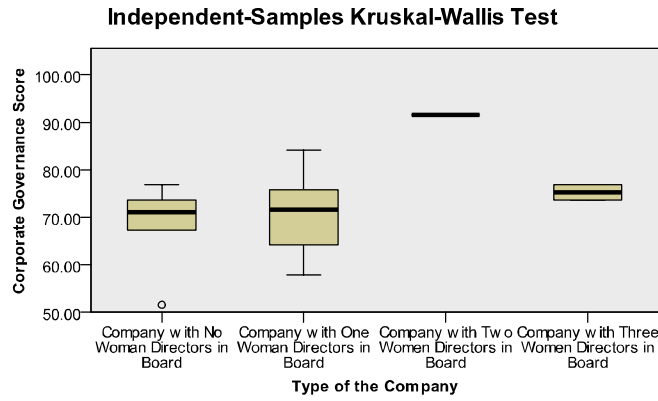 Independent-Samples Kruskal-Wallis Test
Corporate Governance Score
100.00
90.00
80.00
70.00
60.00
50.00
Company with No
Woman Directors in
Board
Company with One
Woman Directors in
Board
Company with Two
Women Directors in
Board
Company with Three
Women Directors in
Board
Type of the Company